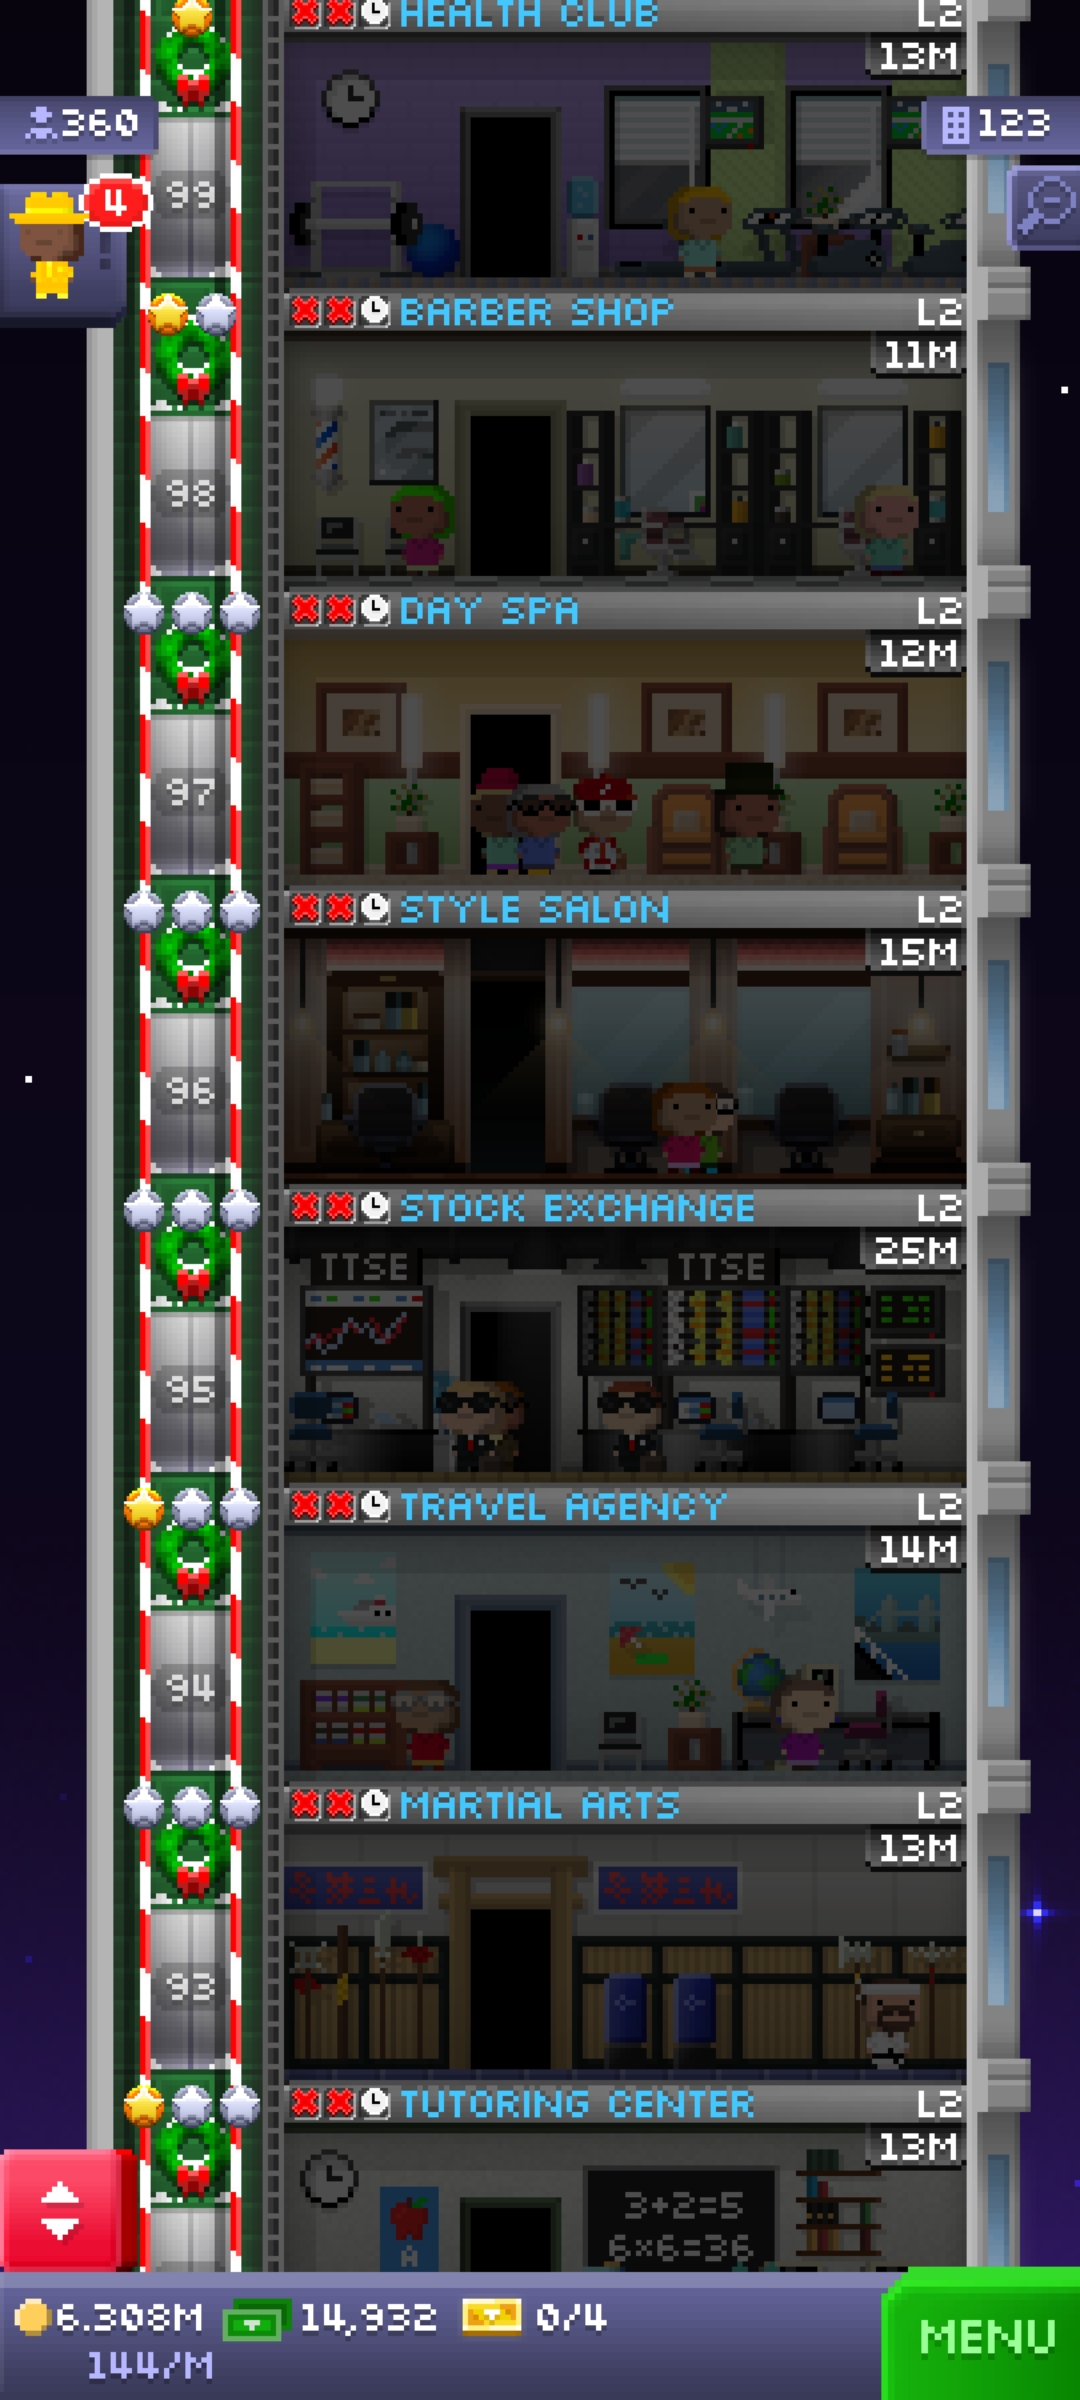 HEALTH CLUB L2
13M
360
123
4
99
BARBER SHOP L2
11M
98
DAY SPA L2
12M
97
STYLE SALON L2
15M
96
STOCK EXCHANGE L2
25M
TTSE TTSE
95
TRAVEL AGENCY L2
14M
94
MARTIAL ARTS L2
13M
93
TUTORING CENTER L2
13M
3+2=5
6×6=36
A
6.308M 14,932 0/4
144/M
MENU